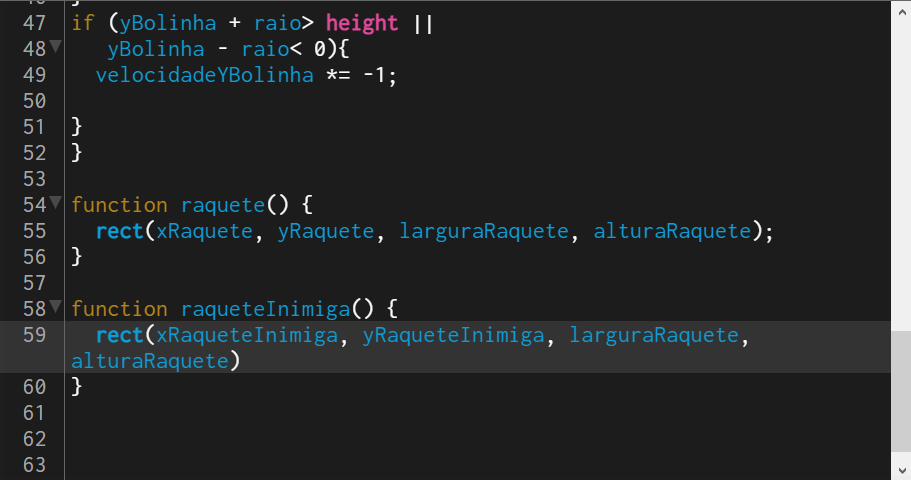 47 if (yBolinha + raio> height ||
48 yBolinha - raio< 0){
49 velocidadeYBolinha *= -1;
50
51 }
52 }
53
54 function raquete() {
55 rect(xRaquete, yRaquete, larguraRaquete, alturaRaquete);
56 }
57
58 function raqueteInimiga() {
59 rect(xRaqueteInimiga, yRaqueteInimiga, larguraRaquete,
alturaRaquete)
60 }
61
62
63